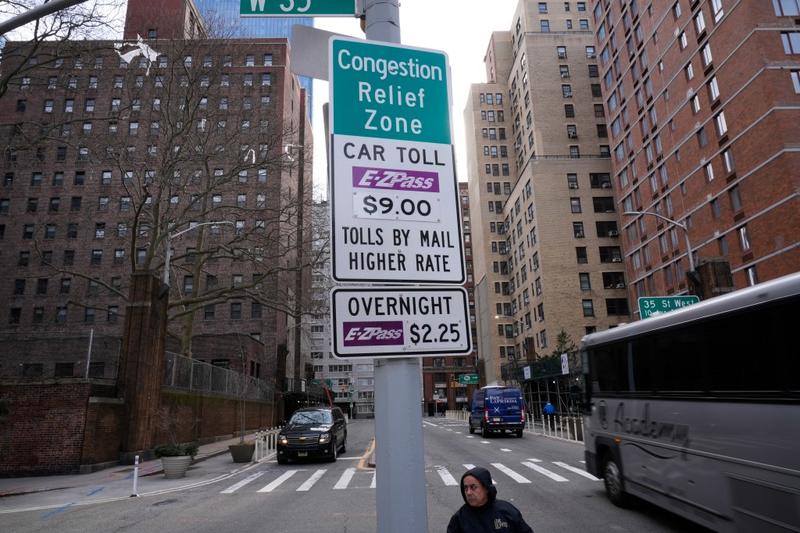 W 35
Congestion
Relief
Zone
CAR TOLL
E-ZPass
$9.00
TOLLS BY MAIL
HIGHER RATE
OVERNIGHT
E-ZPass $2.25
35 St West
Academy